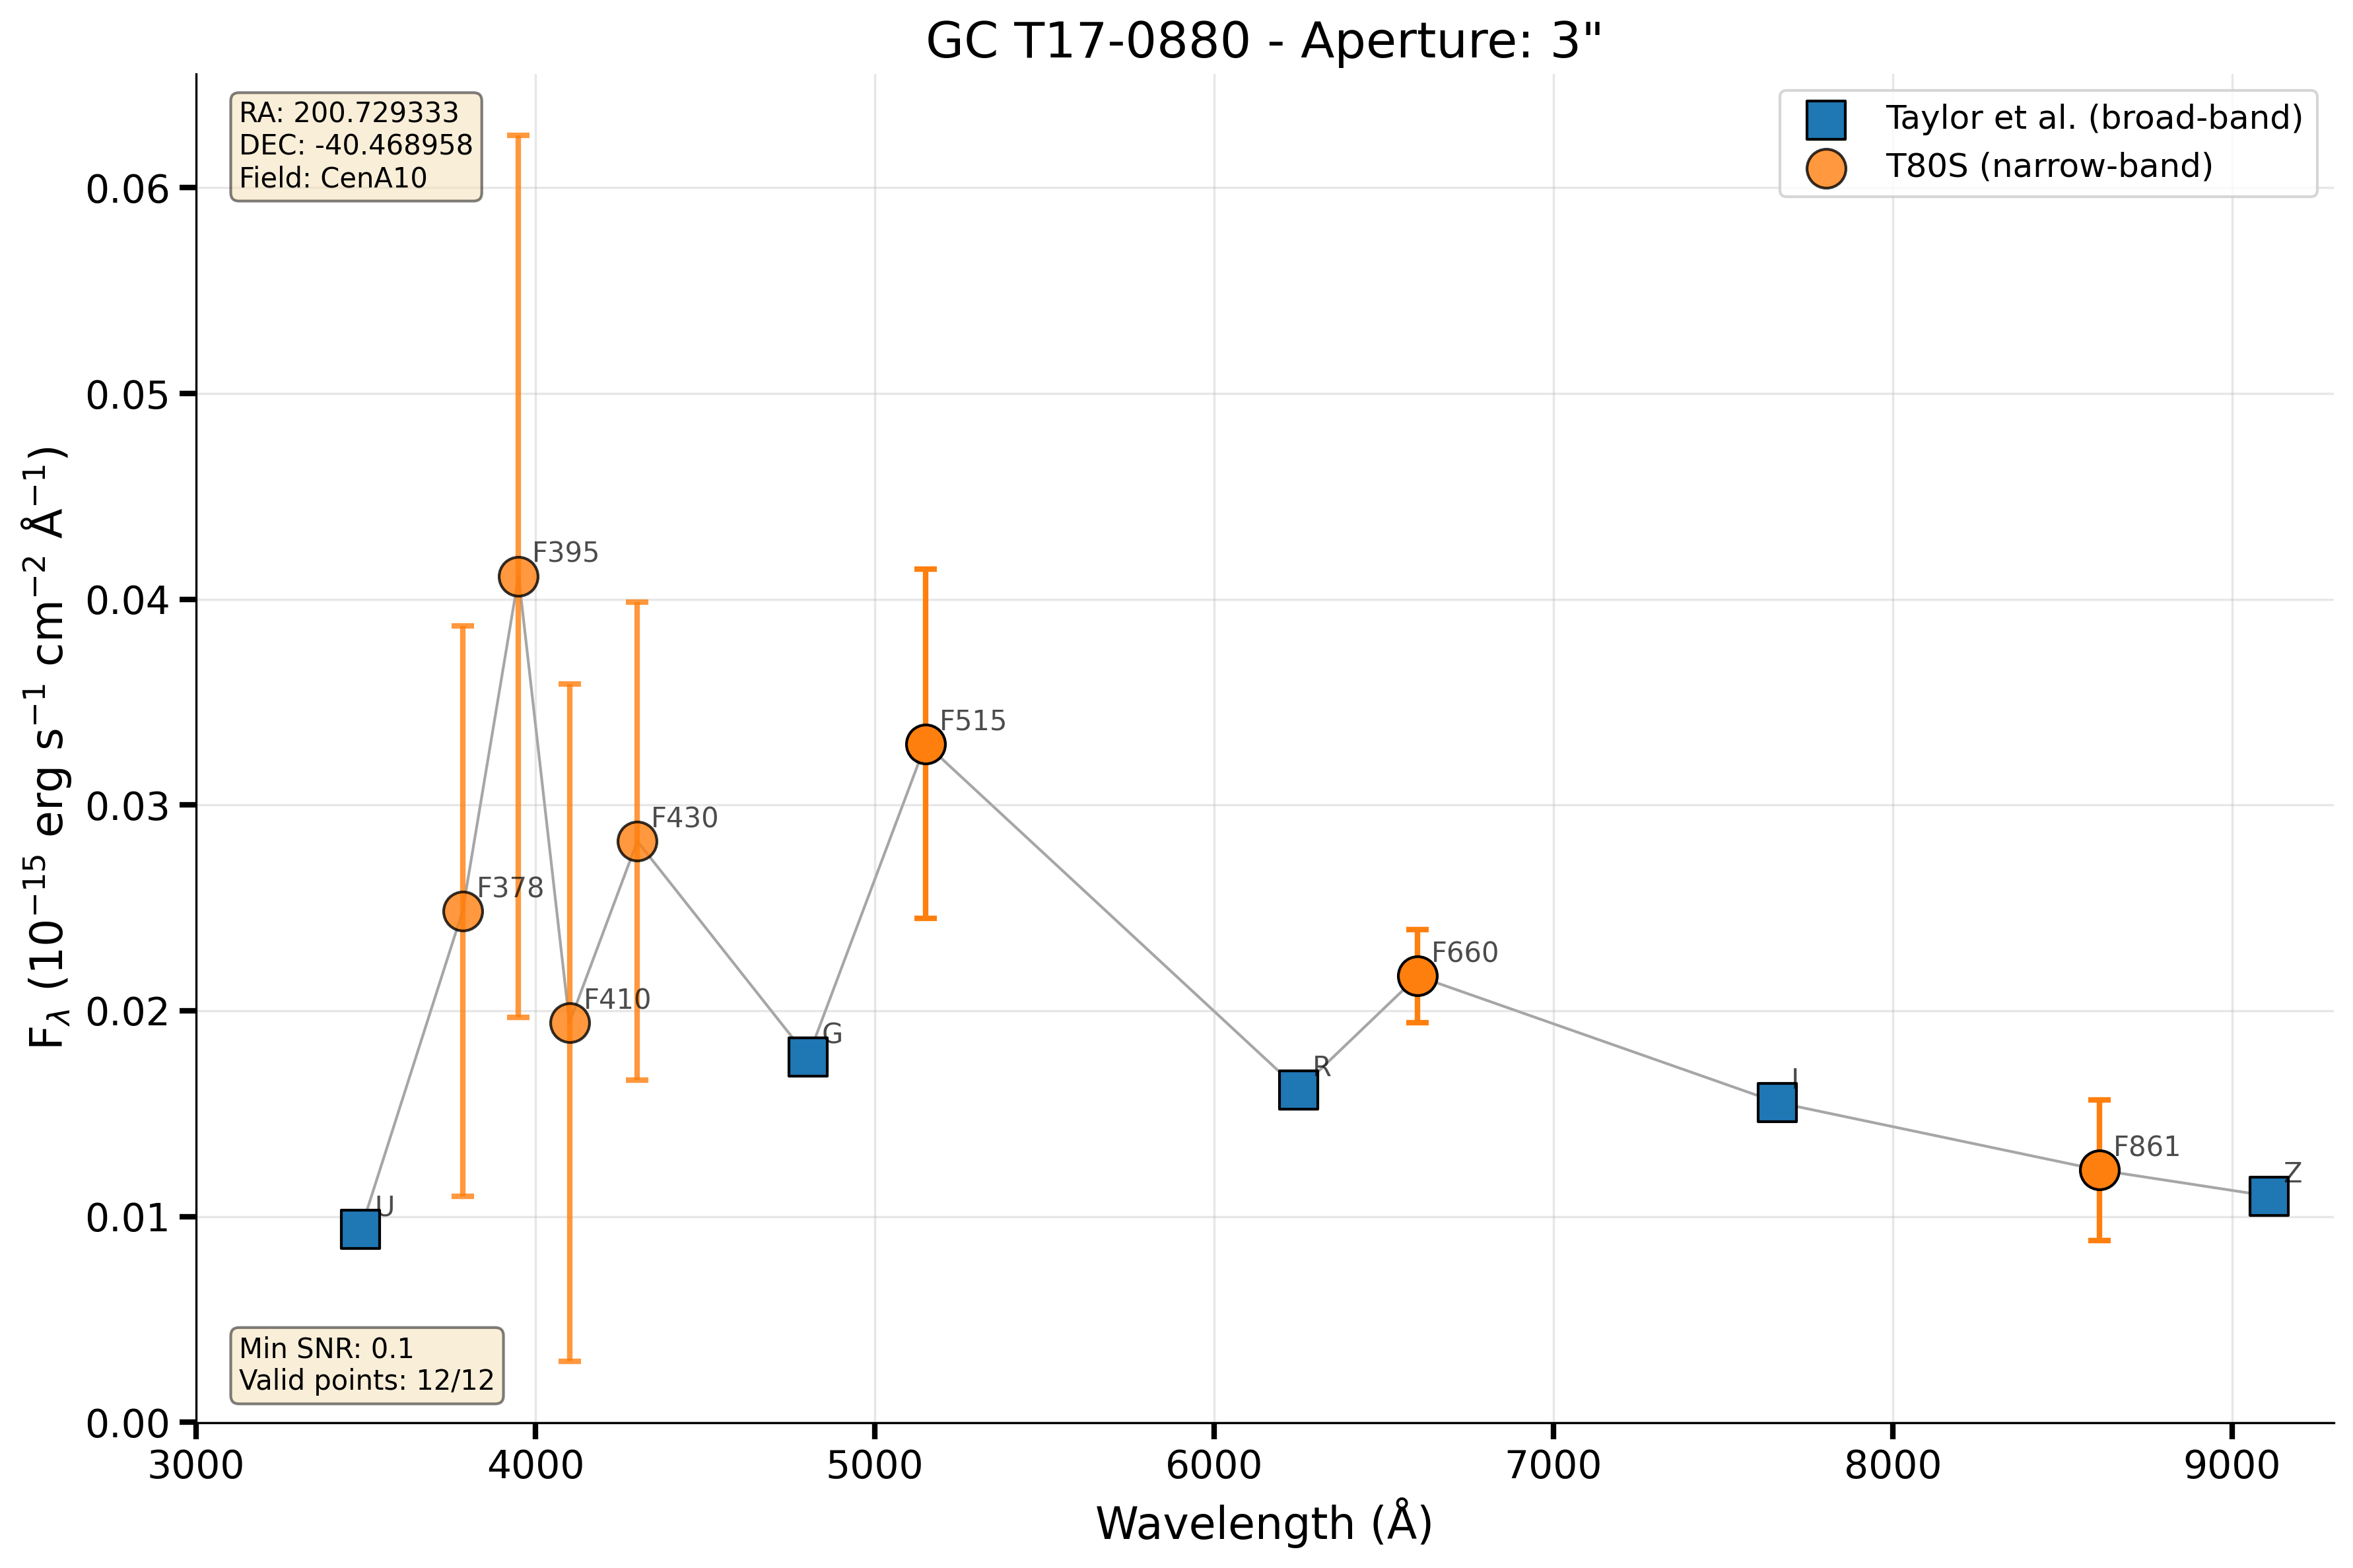 GC T17-0880 - Aperture: 3"
RA: 200.729333
DEC: -40.468958
Field: CenA10
Taylor et al. (broad-band)
T80S (narrow-band)
F395
F378
F410
F430
F515
F660
F861
U
G
R
I
Z
Min SNR: 0.1
Valid points: 12/12
0.06
0.05
0.04
0.03
0.02
0.01
0.00
3000 4000 5000 6000 7000 8000 9000
Wavelength (Å)
F_λ (10⁻¹⁵ erg s⁻¹ cm⁻² Å⁻¹)